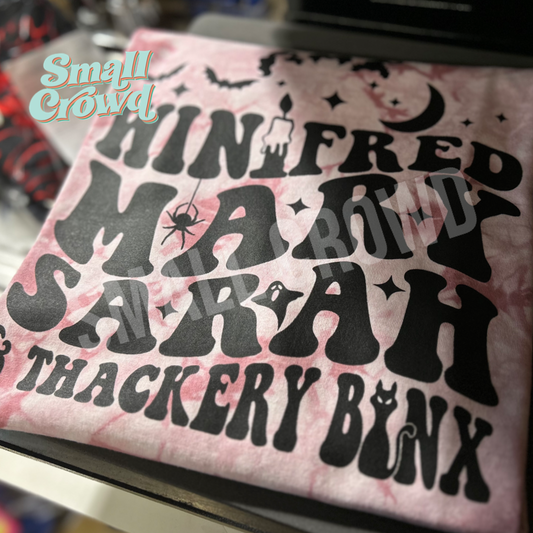 Small
Crowd
WINIFRED
MARY
SARAH
& THACKERY BINX
SMALL CROWD